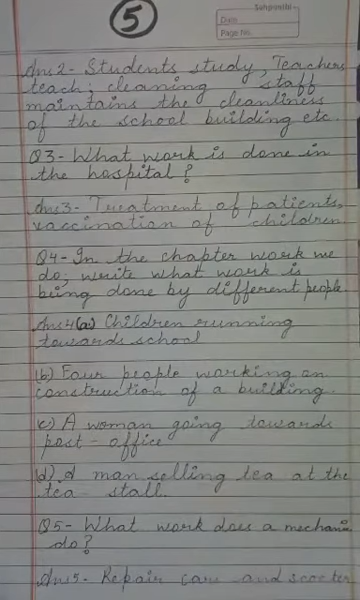 5
Date
Page No.
Ans2- Students study, Teachers
teach, cleaning staff
maintains the cleanliness
of the school building etc.
Q3- What work is done in
the hospital?
Ans3- Treatment of patients,
vaccination of children
Q4- In the chapter work we
do, write what work is
being done by different people
Ans4(a) Children running
towards school
(b) Four people working on
construction of a building.
(c) A woman going towards
post-office
(d) A man selling tea at the
tea-stall.
Q5- What work does a mechanic
do?
Ans5- Repair cars and scooter